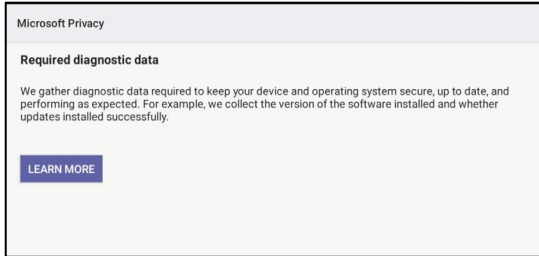 Microsoft Privacy
Required diagnostic data
We gather diagnostic data required to keep your device and operating system secure, up to date, and
performing as expected. For example, we collect the version of the software installed and whether
updates installed successfully.
LEARN MORE